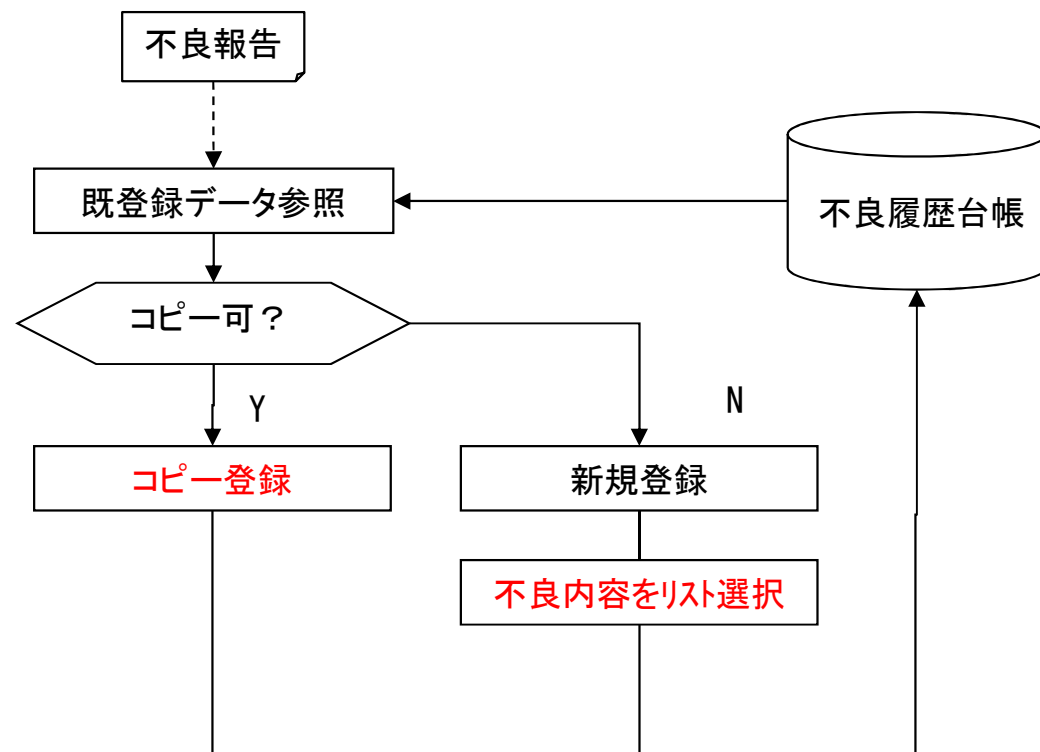 不良報告
既登録データ参照
不良履歴台帳
コピー可？
Y
N
コピー登録
新規登録
不良内容をリスト選択